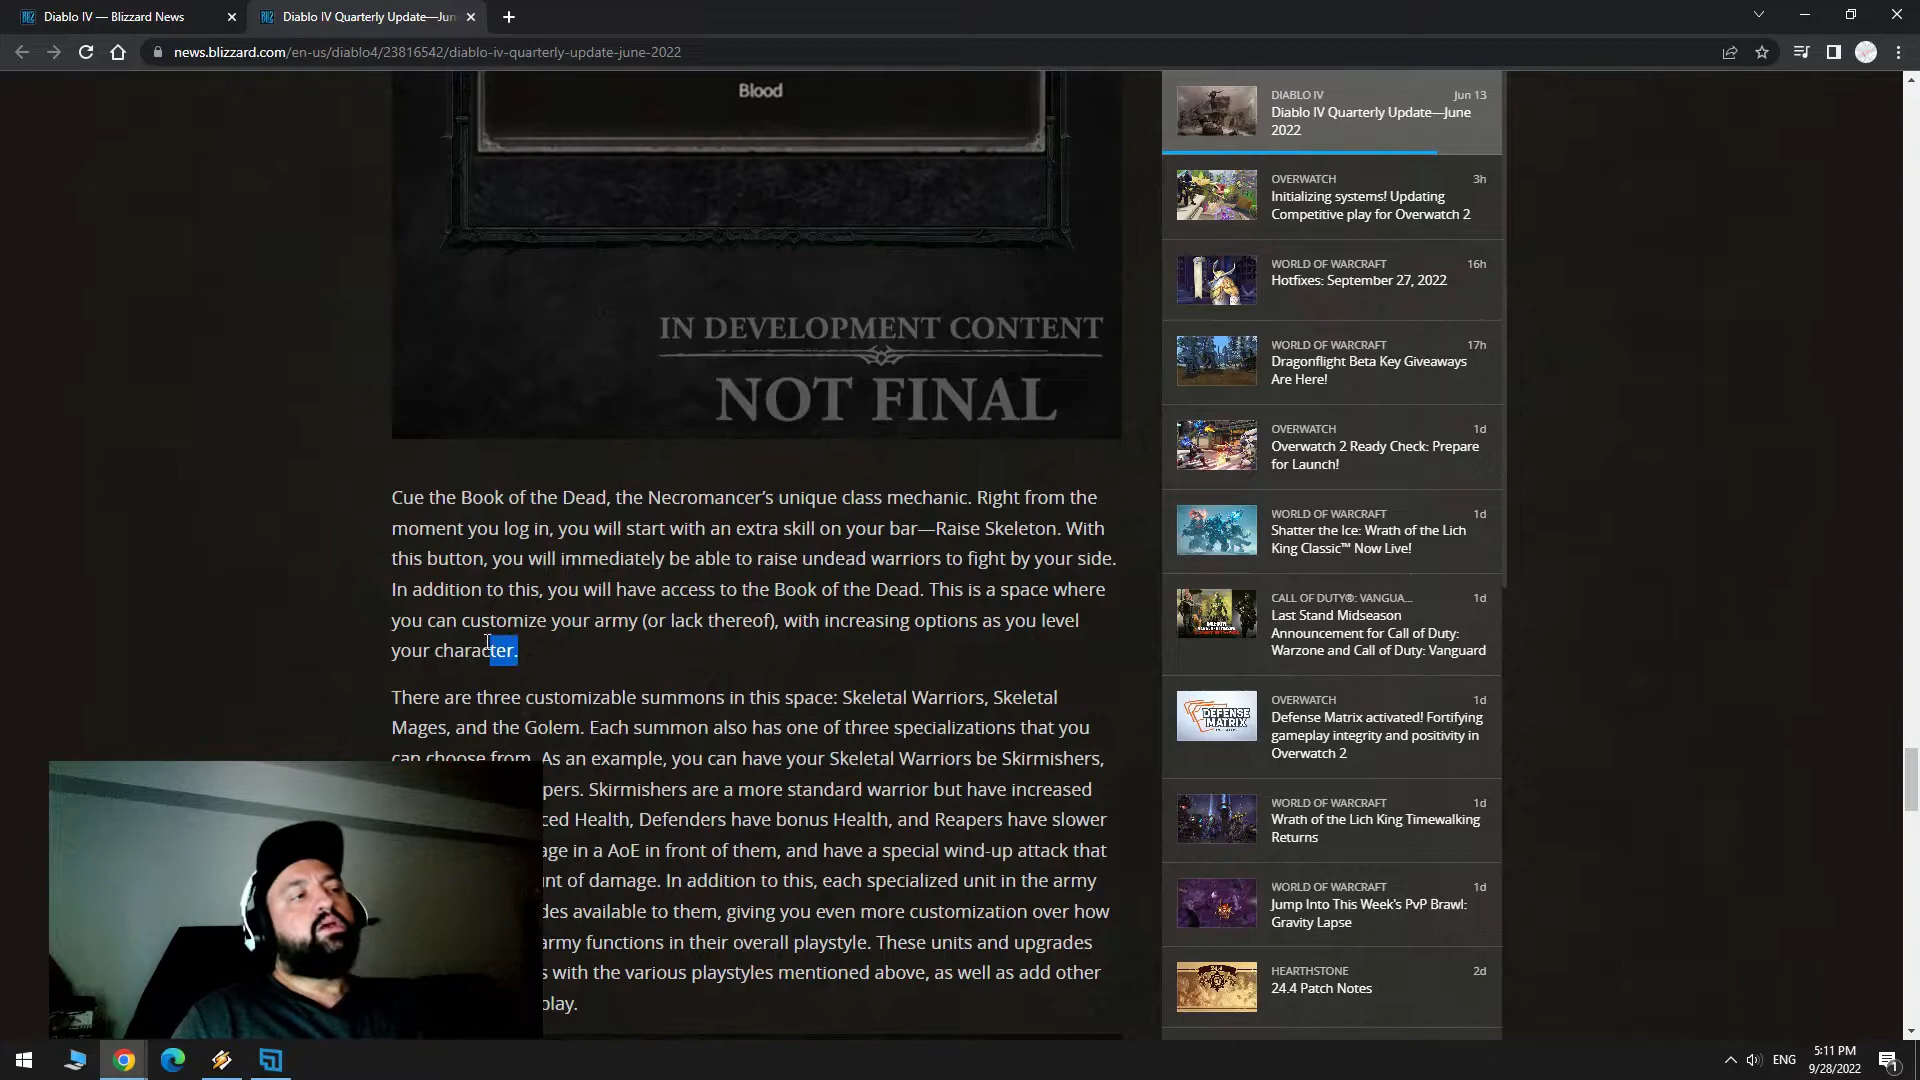 Diablo IV — Blizzard News
Diablo IV Quarterly Update—Jun
news.blizzard.com/en-us/diablo4/23816542/diablo-iv-quarterly-update-june-2022
Blood
IN DEVELOPMENT CONTENT
NOT FINAL
Cue the Book of the Dead, the Necromancer’s unique class mechanic. Right from the
moment you log in, you will start with an extra skill on your bar—Raise Skeleton. With
this button, you will immediately be able to raise undead warriors to fight by your side.
In addition to this, you will have access to the Book of the Dead. This is a space where
you can customize your army (or lack thereof), with increasing options as you level
your character.
There are three customizable summons in this space: Skeletal Warriors, Skeletal
Mages, and the Golem. Each summon also has one of three specializations that you
can choose from. As an example, you can have your Skeletal Warriors be Skirmishers,
pers. Skirmishers are a more standard warrior but have increased
ced Health, Defenders have bonus Health, and Reapers have slower
age in a AoE in front of them, and have a special wind-up attack that
nt of damage. In addition to this, each specialized unit in the army
des available to them, giving you even more customization over how
army functions in their overall playstyle. These units and upgrades
s with the various playstyles mentioned above, as well as add other
play.
DIABLO IV Jun 13
Diablo IV Quarterly Update—June
2022
OVERWATCH 3h
Initializing systems! Updating
Competitive play for Overwatch 2
WORLD OF WARCRAFT 16h
Hotfixes: September 27, 2022
WORLD OF WARCRAFT 17h
Dragonflight Beta Key Giveaways
Are Here!
OVERWATCH 1d
Overwatch 2 Ready Check: Prepare
for Launch!
WORLD OF WARCRAFT 1d
Shatter the Ice: Wrath of the Lich
King Classic™ Now Live!
CALL OF DUTY®: VANGUA... 1d
Last Stand Midseason
Announcement for Call of Duty:
Warzone and Call of Duty: Vanguard
DEFENSE
MATRIX
OVERWATCH 1d
Defense Matrix activated! Fortifying
gameplay integrity and positivity in
Overwatch 2
WORLD OF WARCRAFT 1d
Wrath of the Lich King Timewalking
Returns
WORLD OF WARCRAFT 1d
Jump Into This Week's PvP Brawl:
Gravity Lapse
24.4
HEARTHSTONE 2d
24.4 Patch Notes
ENG
5:11 PM
9/28/2022
1